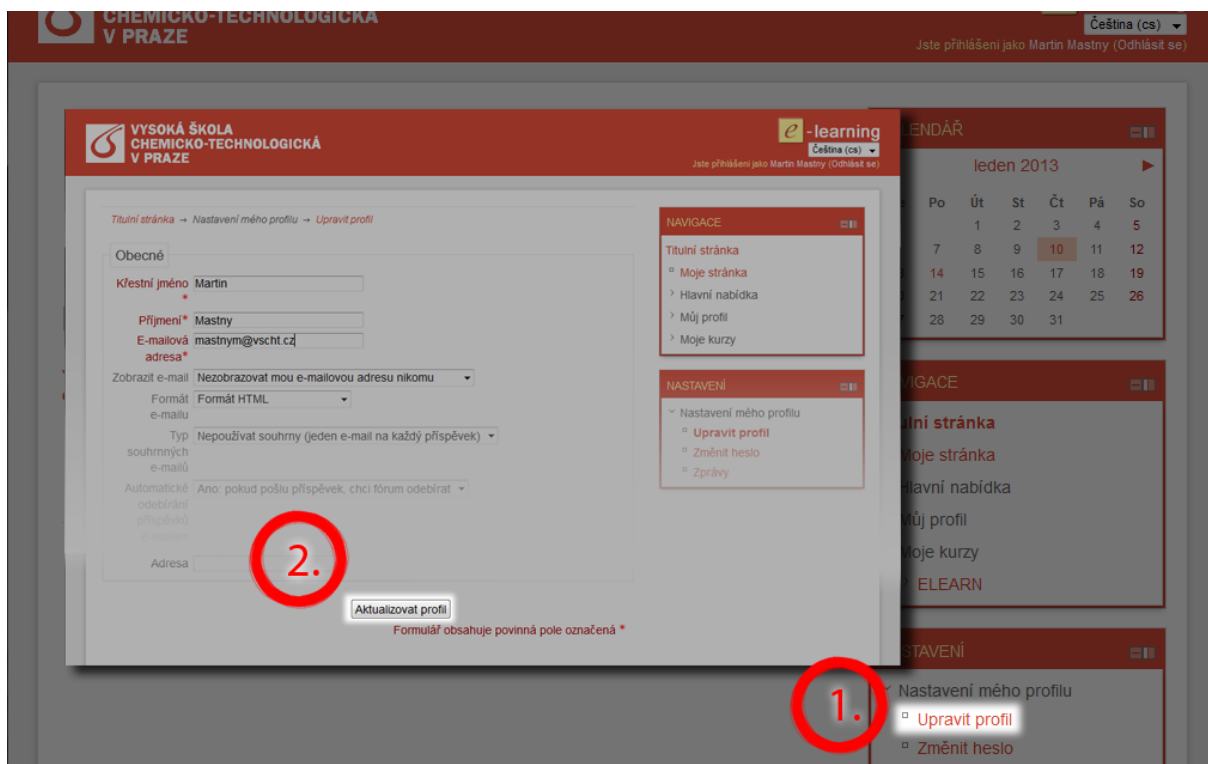 CHEMICKO-TECHNOLOGICKÁ
V PRAZE
Čeština (cs)
Jste přihlášeni jako Martin Mastny (Odhlásit se)
VYSOKÁ ŠKOLA
CHEMICKO-TECHNOLOGICKÁ
V PRAZE
e-learning
Čeština (cs)
Jste přihlášeni jako Martin Mastny (Odhlásit se)
Titulní stránka → Nastavení mého profilu → Upravit profil
Obecné
Křestní jméno Martin
*
Příjmení* Mastny
E-mailová mastnym@vscht.cz
adresa*
Zobrazit e-mail Nezobrazovat mou e-mailovou adresu nikomu
Formát Formát HTML
e-mailu
Typ Nepoužívat souhrny (jeden e-mail na každý příspěvek)
souhrnných
e-mailů
Automatické Ano: pokud pošlu příspěvek, chci fórum odebírat
odebírání
příspěvků
Adresa
2.
Aktualizovat profil
Formulář obsahuje povinná pole označená *
NAVIGACE
Titulní stránka
Moje stránka
Hlavní nabídka
Můj profil
Moje kurzy
NASTAVENÍ
Nastavení mého profilu
Upravit profil
Změnit heslo
Zprávy
LENDÁŘ
leden 2013
Po Út St Čt Pá So
1 2 3 4 5
7 8 9 10 11 12
14 15 16 17 18 19
21 22 23 24 25 26
28 29 30 31
IGACE
ulní stránka
Moje stránka
Hlavní nabídka
Můj profil
Moje kurzy
ELEARN
STAVENÍ
1.
Nastavení mého profilu
Upravit profil
Změnit heslo